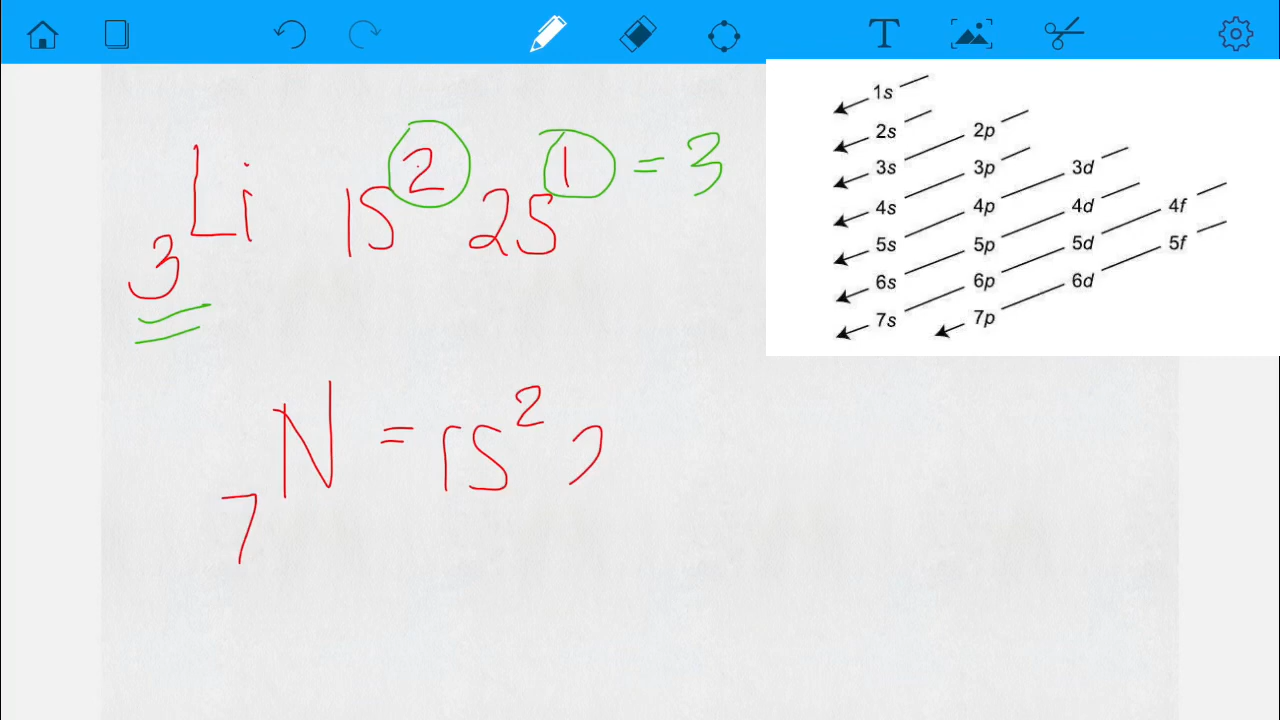 T
1s
2s 2p
3s 3p 3d
4s 4p 4d 4f
5s 5p 5d 5f
6s 6p 6d
7s 7p
₃Li 1S² 2S¹ = 3
₇N = 1S² 2